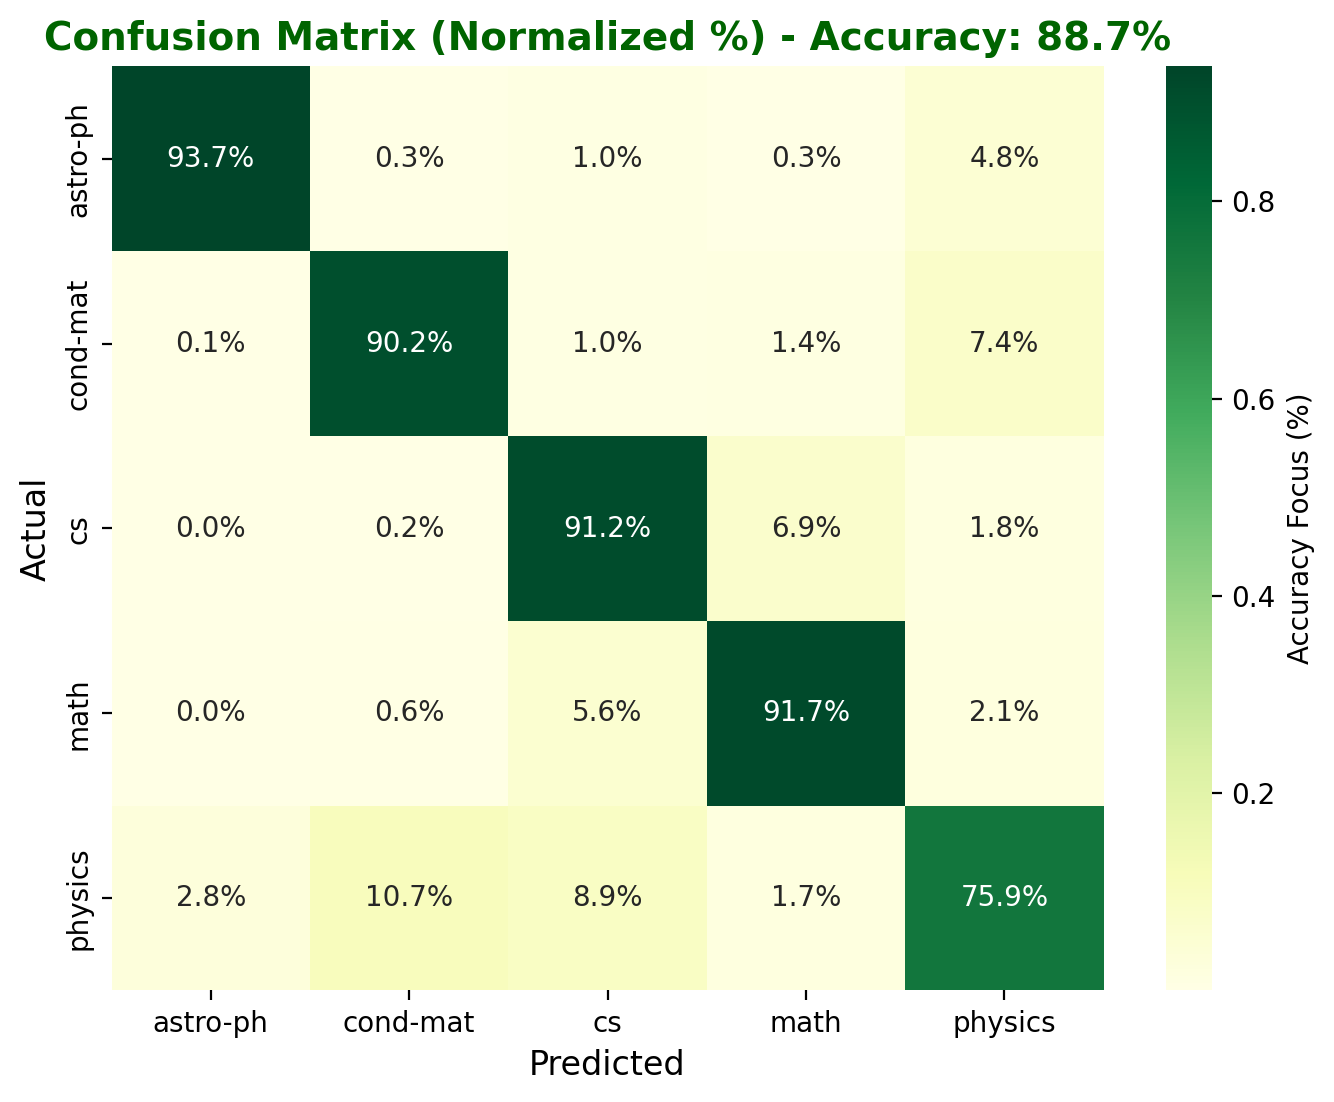 Confusion Matrix (Normalized %) - Accuracy: 88.7%
astro-ph 93.7% 0.3% 1.0% 0.3% 4.8%
cond-mat 0.1% 90.2% 1.0% 1.4% 7.4%
cs 0.0% 0.2% 91.2% 6.9% 1.8%
math 0.0% 0.6% 5.6% 91.7% 2.1%
physics 2.8% 10.7% 8.9% 1.7% 75.9%
astro-ph cond-mat cs math physics
Predicted
Actual
0.8
0.6
0.4
0.2
Accuracy Focus (%)